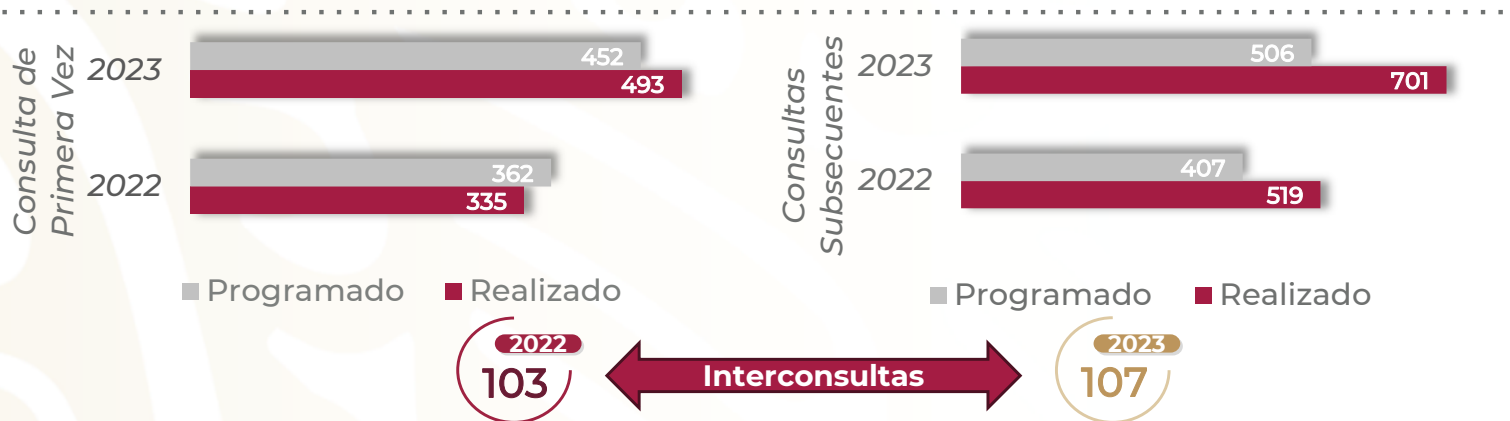 Consulta de
Primera Vez
2023
452
493
2022
362
335
Programado Realizado
Consultas
Subsecuentes
2023
506
701
2022
407
519
Programado Realizado
2022
103
Interconsultas
2023
107